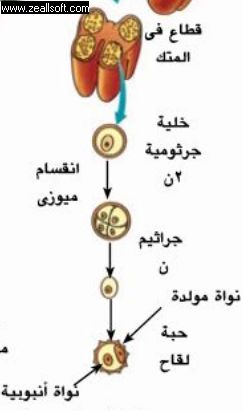 www.zeallsoft.com
قطاع فى
المتك
خلية
جرثومية
٢ن
انقسام
ميوزى
جراثيم
ن
نواة مولدة
حبة
لقاح
نواة أنبوبية